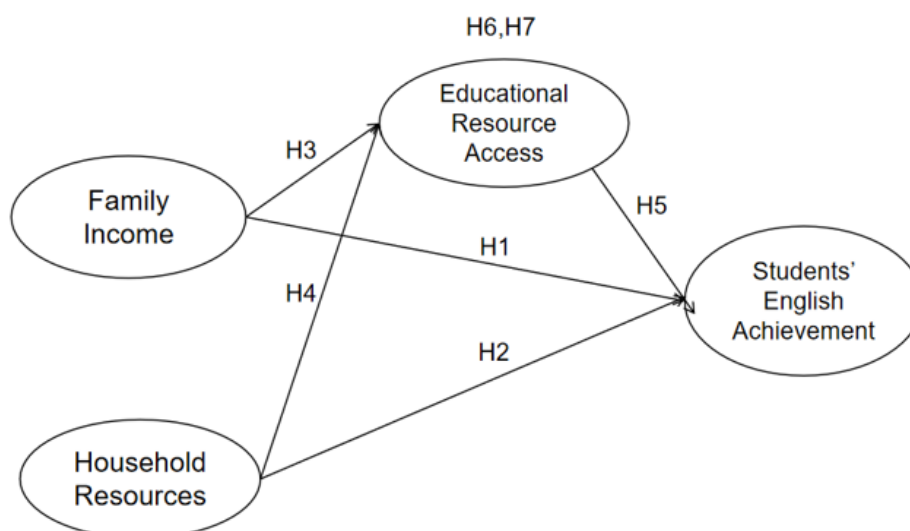 H6,H7
Educational
Resource
Access
H3
Family
Income
H5
H1
Students’
English
Achievement
H4
H2
Household
Resources